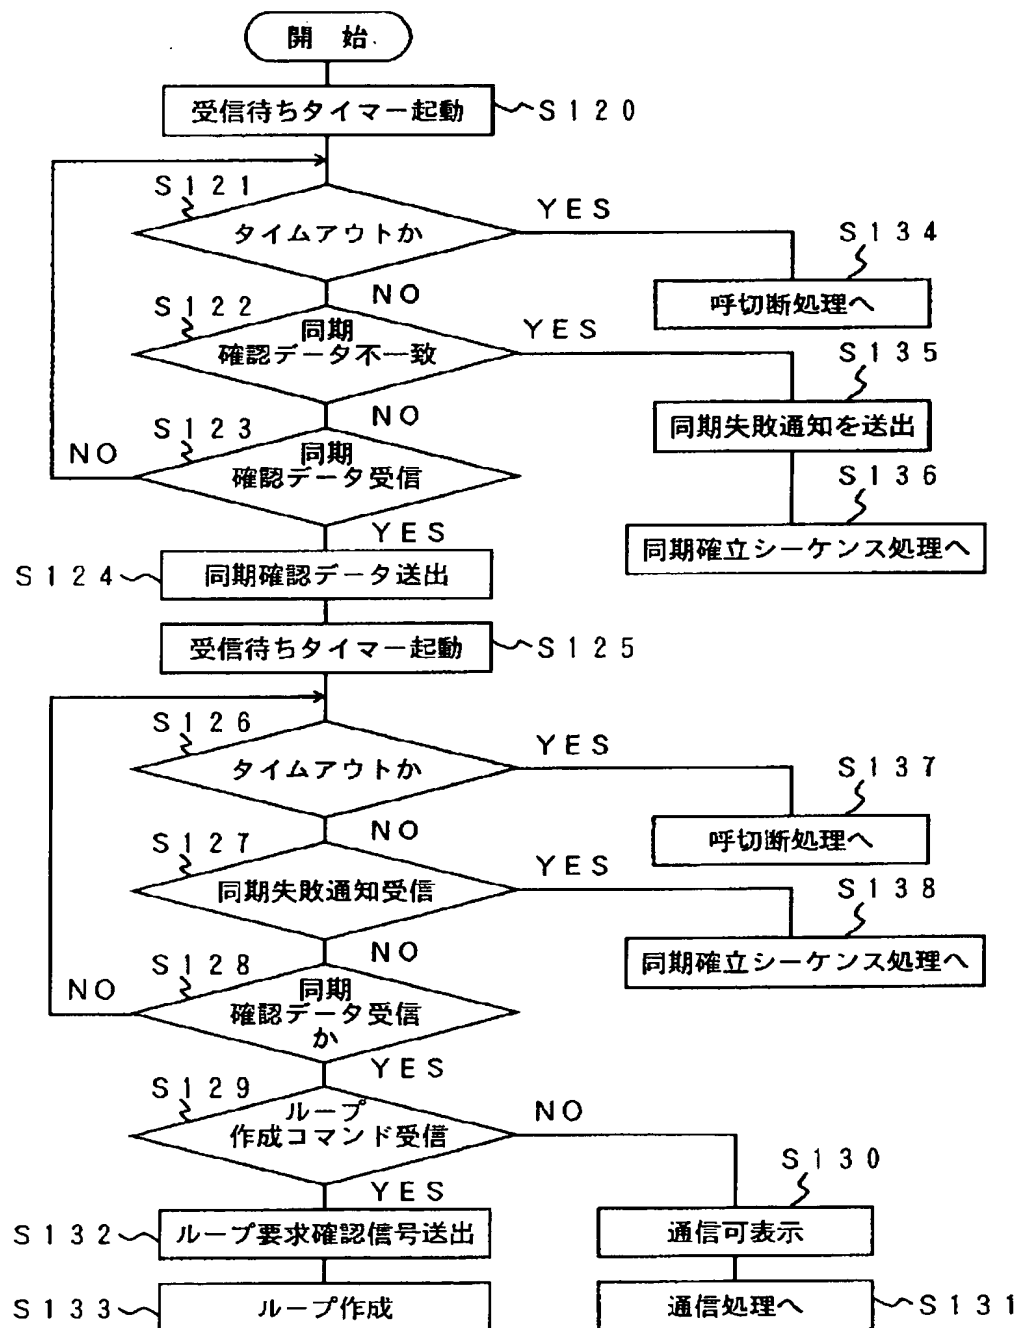 開 始
受信待ちタイマー起動
S120
S121
タイムアウトか
YES
S134
呼切断処理へ
NO
S122
同期
確認データ不一致
YES
S135
同期失敗通知を送出
NO
S123
同期
確認データ受信
NO
S136
同期確立シーケンス処理へ
YES
S124
同期確認データ送出
受信待ちタイマー起動
S125
S126
タイムアウトか
YES
S137
呼切断処理へ
NO
S127
同期失敗通知受信
YES
S138
同期確立シーケンス処理へ
NO
S128
同期
確認データ受信
か
NO
YES
S129
ループ
作成コマンド受信
NO
S130
通信可表示
YES
S132
ループ要求確認信号送出
S133
ループ作成
通信処理へ
S131